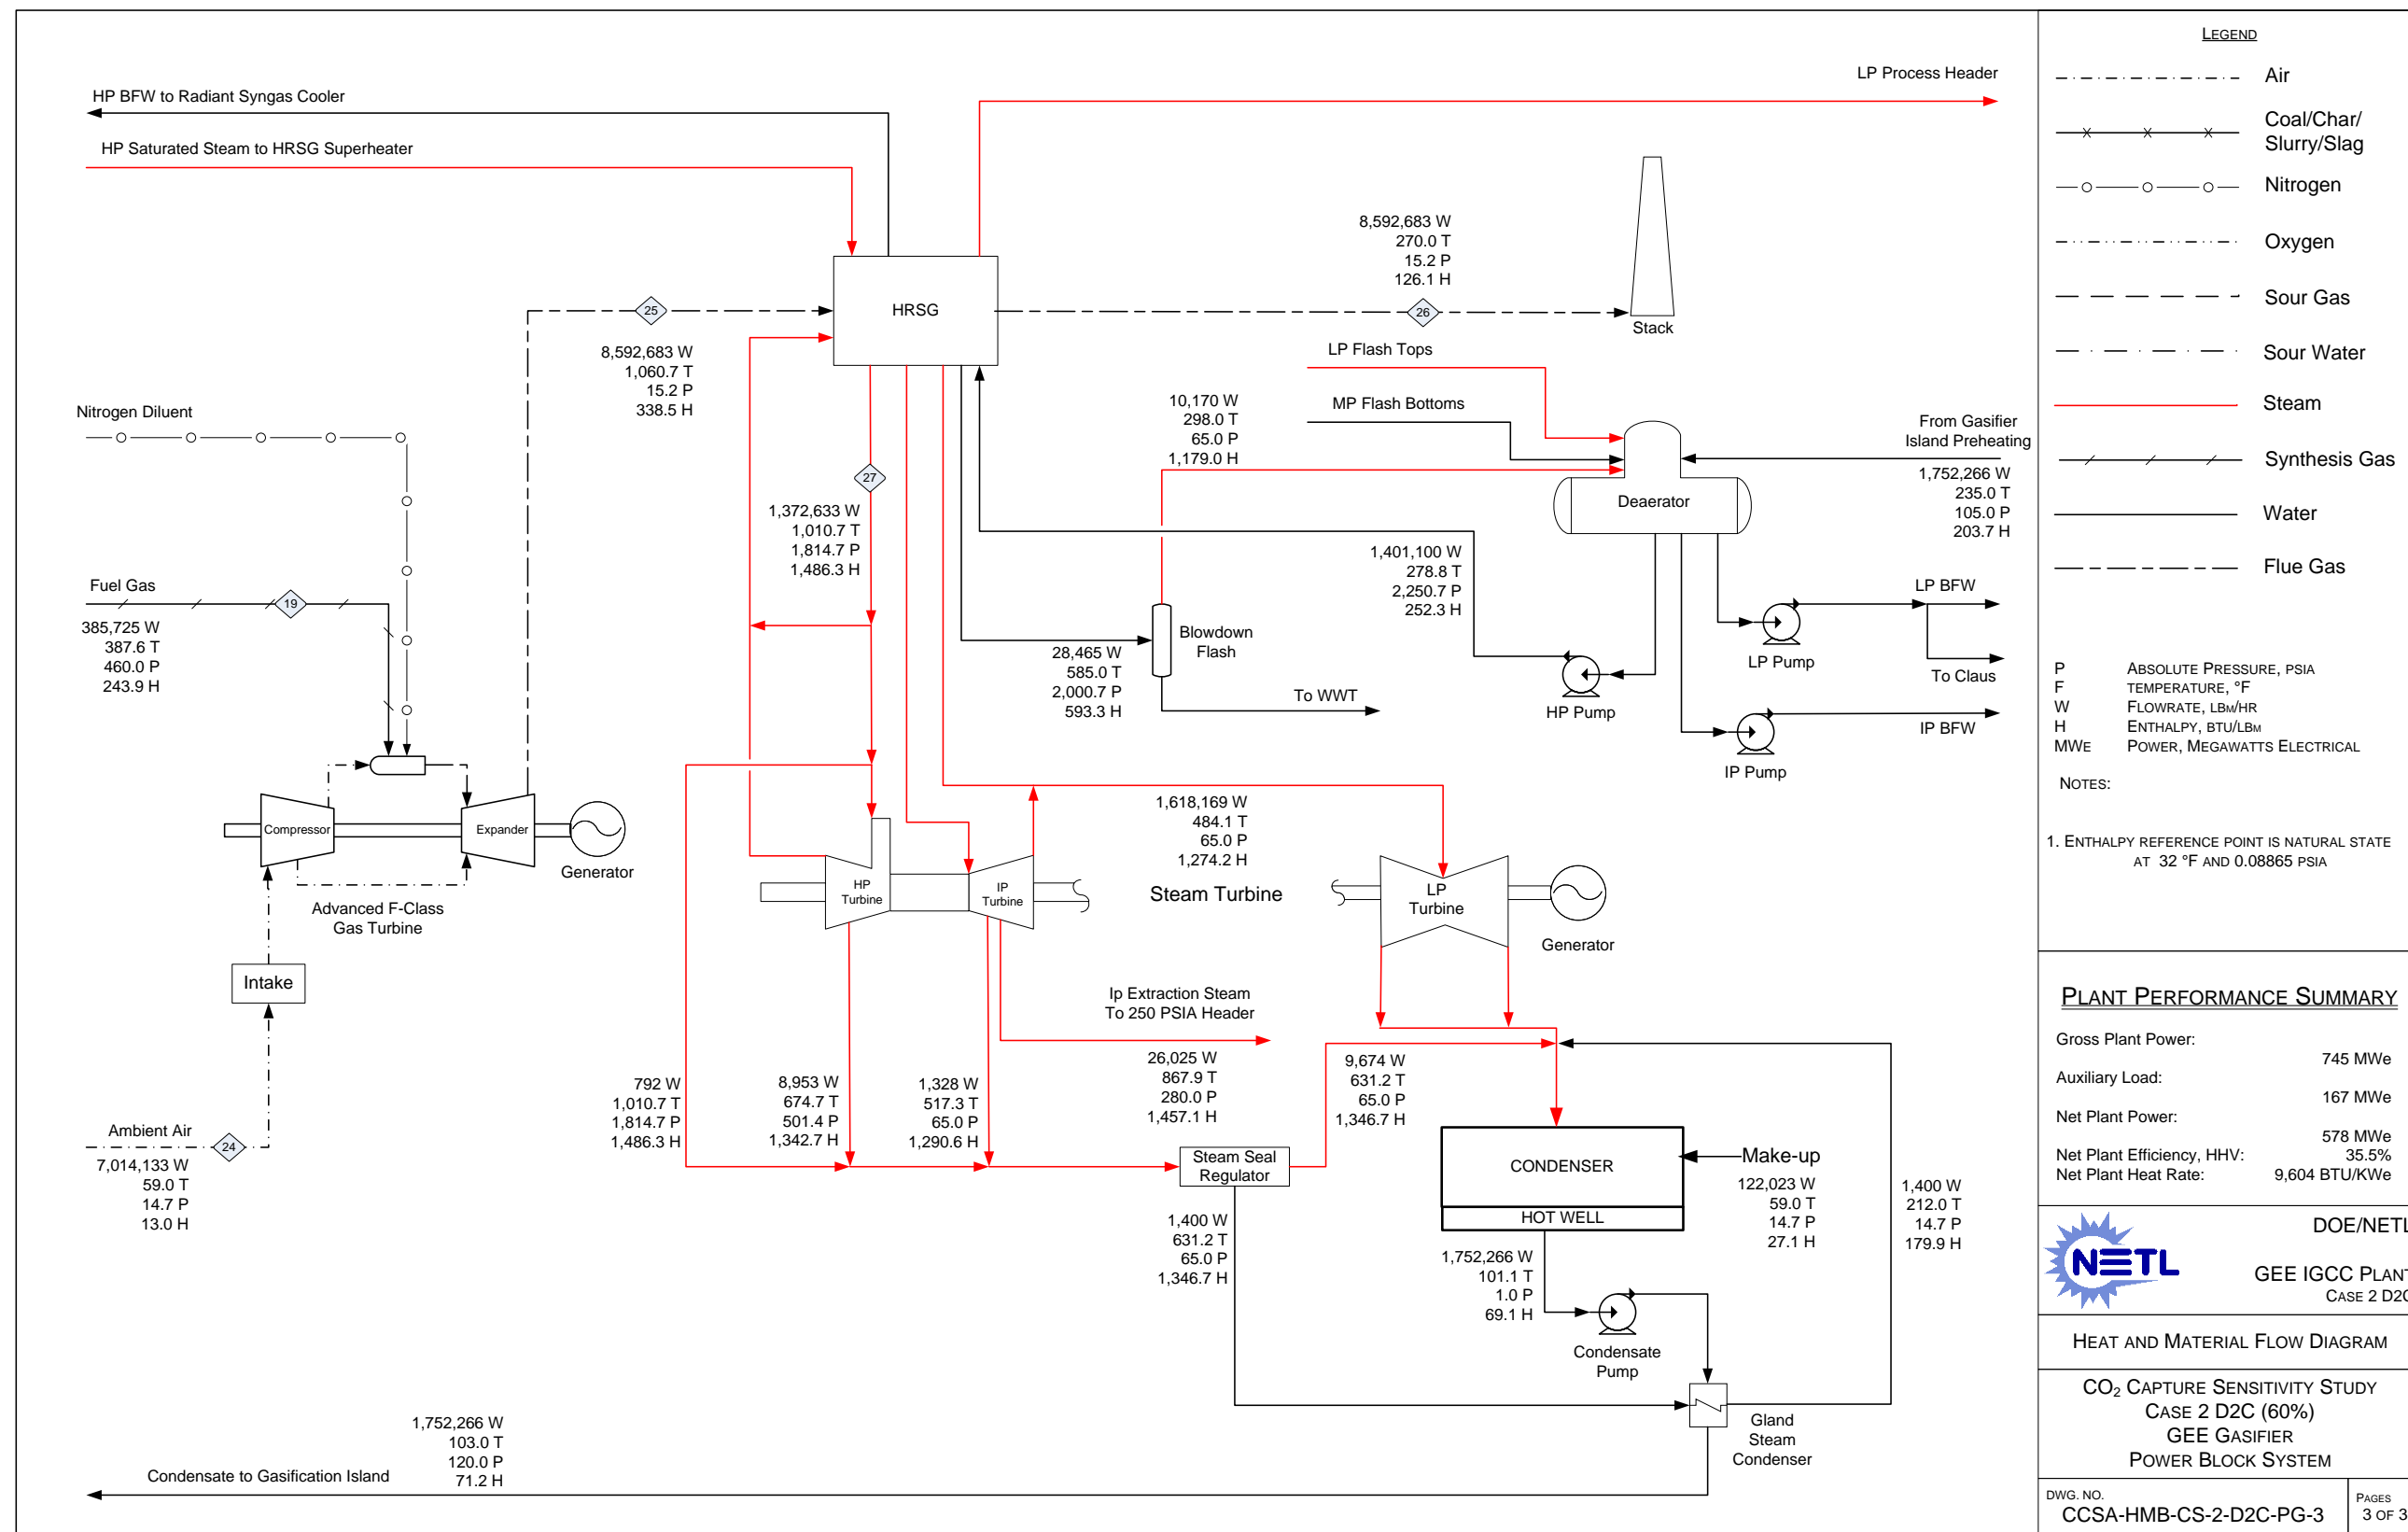 HP BFW to Radiant Syngas Cooler
HP Saturated Steam to HRSG Superheater
LP Process Header
HRSG
25
8,592,683 W
1,060.7 T
15.2 P
338.5 H
8,592,683 W
270.0 T
15.2 P
126.1 H
26
Stack
LP Flash Tops
MP Flash Bottoms
10,170 W
298.0 T
65.0 P
1,179.0 H
From Gasifier
Island Preheating
1,752,266 W
235.0 T
105.0 P
203.7 H
Deaerator
Nitrogen Diluent
27
1,372,633 W
1,010.7 T
1,814.7 P
1,486.3 H
1,401,100 W
278.8 T
2,250.7 P
252.3 H
Fuel Gas
19
385,725 W
387.6 T
460.0 P
243.9 H
Blowdown
Flash
28,465 W
585.0 T
2,000.7 P
593.3 H
To WWT
HP Pump
LP Pump
LP BFW
To Claus
IP BFW
IP Pump
Compressor
Expander
Generator
Advanced F-Class
Gas Turbine
Intake
Ambient Air
24
7,014,133 W
59.0 T
14.7 P
13.0 H
HP
Turbine
IP
Turbine
1,618,169 W
484.1 T
65.0 P
1,274.2 H
Steam Turbine
LP
Turbine
Generator
Ip Extraction Steam
To 250 PSIA Header
26,025 W
867.9 T
280.0 P
1,457.1 H
792 W
1,010.7 T
1,814.7 P
1,486.3 H
8,953 W
674.7 T
501.4 P
1,342.7 H
1,328 W
517.3 T
65.0 P
1,290.6 H
9,674 W
631.2 T
65.0 P
1,346.7 H
Steam Seal
Regulator
1,400 W
631.2 T
65.0 P
1,346.7 H
CONDENSER
HOT WELL
Make-up
122,023 W
59.0 T
14.7 P
27.1 H
1,400 W
212.0 T
14.7 P
179.9 H
1,752,266 W
101.1 T
1.0 P
69.1 H
Condensate
Pump
Gland
Steam
Condenser
1,752,266 W
103.0 T
120.0 P
71.2 H
Condensate to Gasification Island
LEGEND
Air
Coal/Char/
Slurry/Slag
Nitrogen
Oxygen
Sour Gas
Sour Water
Steam
Synthesis Gas
Water
Flue Gas
P ABSOLUTE PRESSURE, PSIA
F TEMPERATURE, °F
W FLOWRATE, LBM/HR
H ENTHALPY, BTU/LBM
MWE POWER, MEGAWATTS ELECTRICAL
NOTES:
1. ENTHALPY REFERENCE POINT IS NATURAL STATE
AT 32 °F AND 0.08865 PSIA
PLANT PERFORMANCE SUMMARY
Gross Plant Power:
745 MWe
Auxiliary Load:
167 MWe
Net Plant Power:
578 MWe
Net Plant Efficiency, HHV: 35.5%
Net Plant Heat Rate: 9,604 BTU/KWe
NETL
DOE/NETL
GEE IGCC PLANT
CASE 2 D2C
HEAT AND MATERIAL FLOW DIAGRAM
CO₂ CAPTURE SENSITIVITY STUDY
CASE 2 D2C (60%)
GEE GASIFIER
POWER BLOCK SYSTEM
DWG. NO.
CCSA-HMB-CS-2-D2C-PG-3
PAGES
3 OF 3